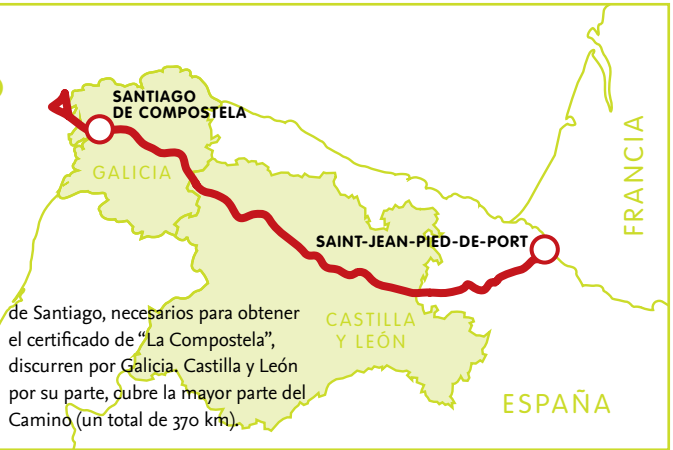 SANTIAGO
DE COMPOSTELA
GALICIA
FRANCIA
SAINT-JEAN-PIED-DE-PORT
CASTILLA
Y LEÓN
ESPAÑA
de Santiago, necesarios para obtener
el certificado de “La Compostela”,
discurren por Galicia. Castilla y León
por su parte, cubre la mayor parte del
Camino (un total de 370 km).